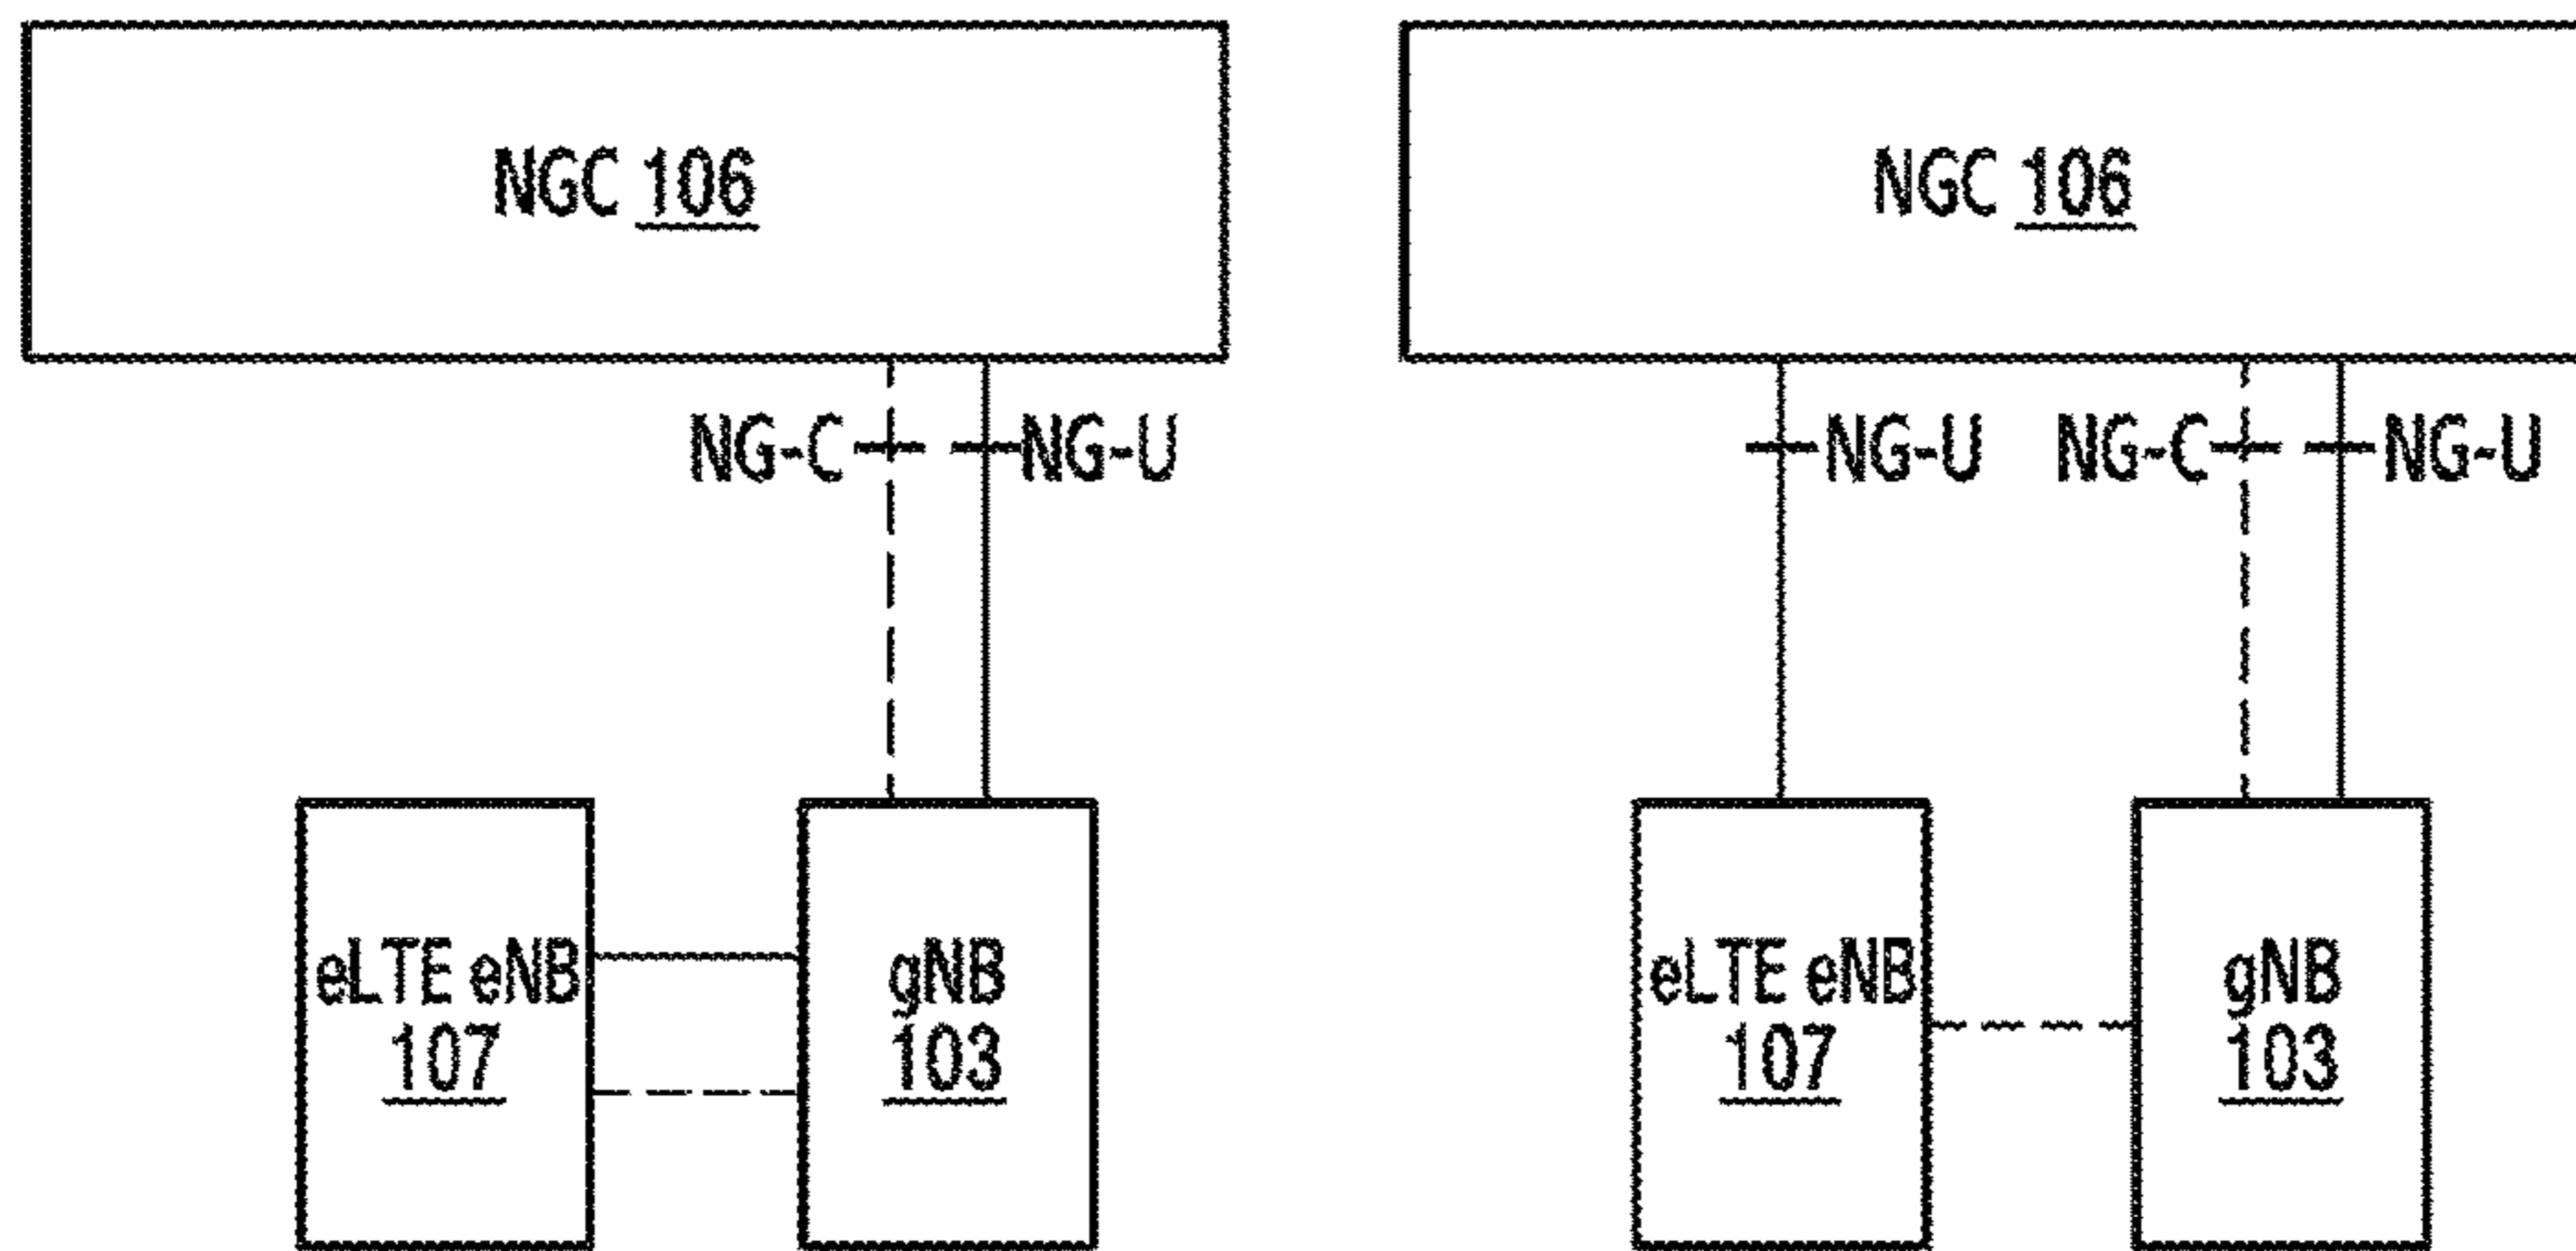 NGC 106
NG-C
NG-U
eLTE eNB
107
gNB
103
NGC 106
NG-U
NG-C
NG-U
eLTE eNB
107
gNB
103